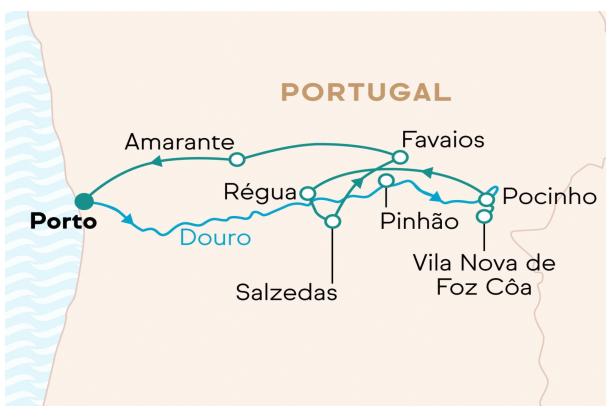 PORTUGAL
Amarante
Favaios
Régua
Pocinho
Porto
Pinhão
Douro
Vila Nova de
Foz Côa
Salzedas